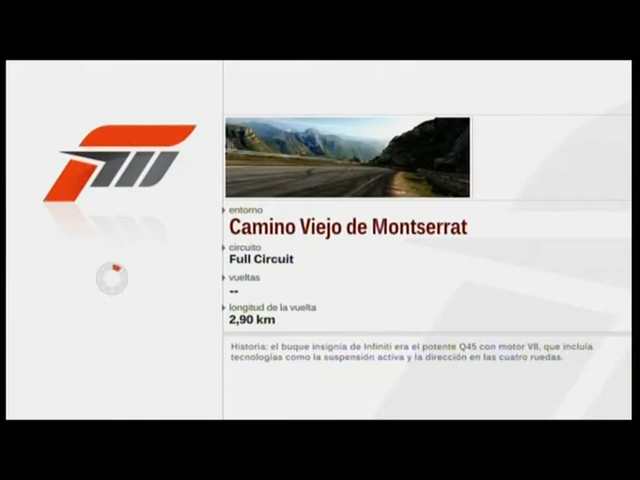 entorno
Camino Viejo de Montserrat
circuito
Full Circuit
vueltas
--
longitud de la vuelta
2,90 km
Historia: el buque insignia de Infiniti era el potente Q45 con motor V8, que incluía
tecnologías como la suspensión activa y la dirección en las cuatro ruedas.